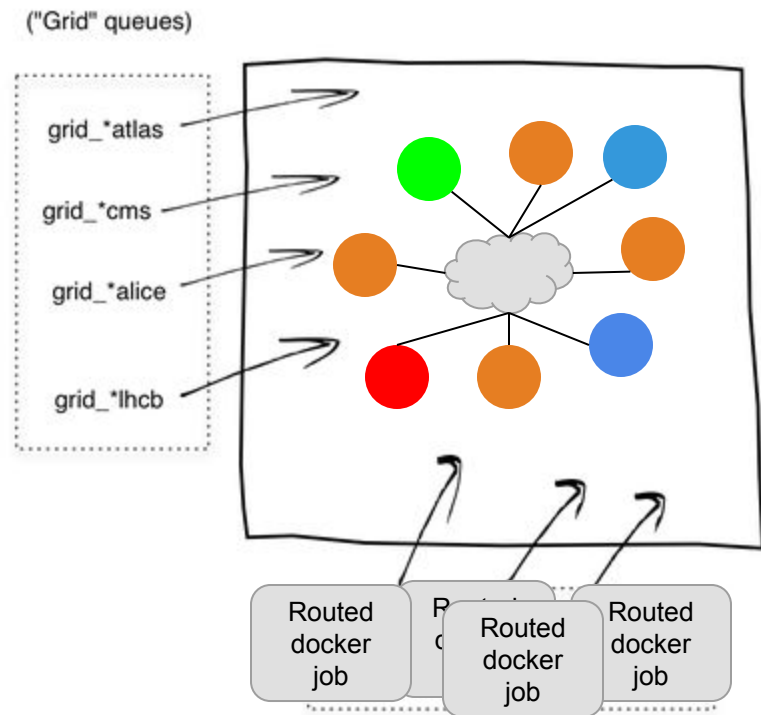 ("Grid" queues)
grid_*atlas
grid_*cms
grid_*alice
grid_*lhcb
Routed
docker
job
Routed
docker
job
Routed
docker
job